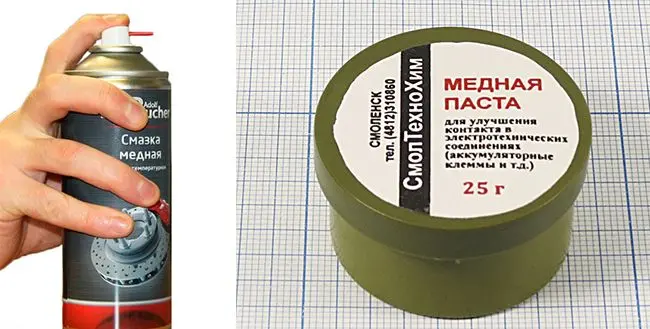 Adolf
Bucher
Смазка
медная
СМОЛЕНСК
тел. (4812)310860
СмолТехноХим
МЕДНАЯ
ПАСТА
для улучшения
контакта в
электротехнических
соединениях
(аккумуляторные
клеммы и т.д.)
25 г